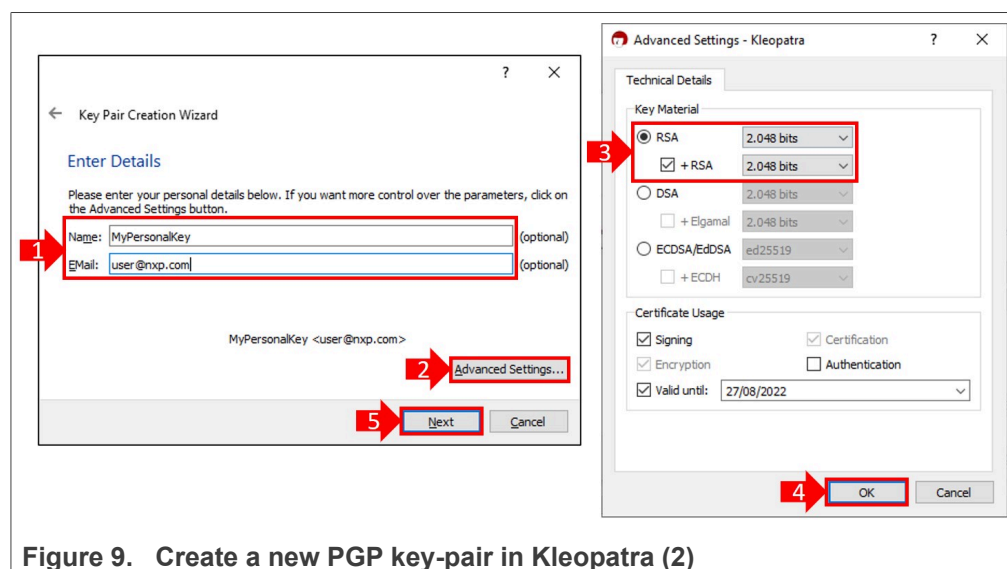 ?
Key Pair Creation Wizard
Enter Details
Please enter your personal details below. If you want more control over the parameters, click on
the Advanced Settings button.
1
Name: MyPersonalKey (optional)
EMail: user@nxp.com (optional)
MyPersonalKey <user@nxp.com>
2 Advanced Settings...
5 Next Cancel
Advanced Settings - Kleopatra ?
Technical Details
Key Material
3
RSA 2.048 bits
+ RSA 2.048 bits
DSA 2.048 bits
+ Elgamal 2.048 bits
ECDSA/EdDSA ed25519
+ ECDH cv25519
Certificate Usage
Signing Certification
Encryption Authentication
Valid until: 27/08/2022
4 OK Cancel
Figure 9. Create a new PGP key-pair in Kleopatra (2)